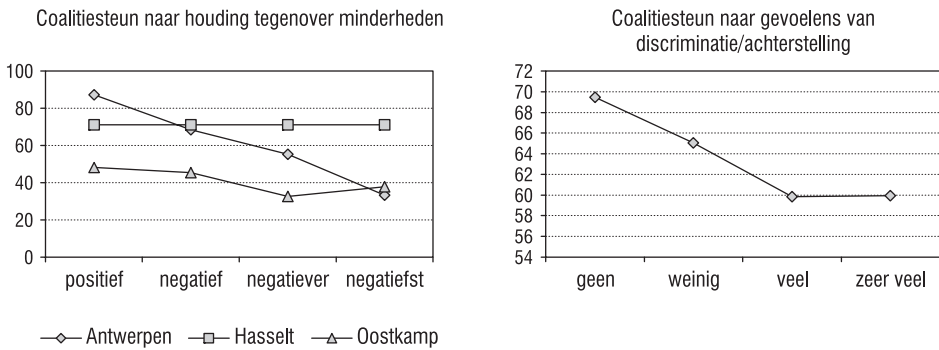 Coalitiesteun naar houding tegenover minderheden
100
80
60
40
20
0
positief negatief negatiever negatiefst
Antwerpen Hasselt Oostkamp
Coalitiesteun naar gevoelens van
discriminatie/achterstelling
72
70
68
66
64
62
60
58
56
54
geen weinig veel zeer veel